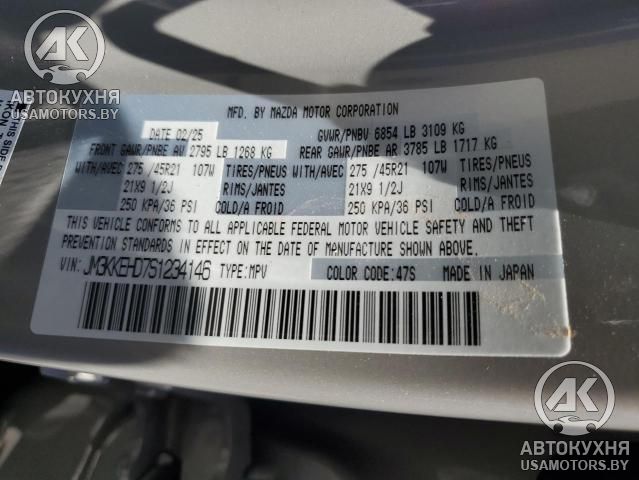 AK
АВТОКУХНЯ
USAMOTORS.BY
THIS SIDE
MFD. BY MAZDA MOTOR CORPORATION
DATE 02/25 GVWR/PNBV 6854 LB 3109 KG
FRONT GAWR/PNBE AV 2795 LB 1268 KG REAR GAWR/PNBE AR 3785 LB 1717 KG
WITH/AVEC 275 /45R21 107W TIRES/PNEUS WITH/AVEC 275 /45R21 107W TIRES/PNEUS
21X9 1/2J RIMS/JANTES 21X9 1/2J RIMS/JANTES
250 KPA/36 PSI COLD/A FROID 250 KPA/36 PSI COLD/A FROID
THIS VEHICLE CONFORMS TO ALL APPLICABLE FEDERAL MOTOR VEHICLE SAFETY AND THEFT
PREVENTION STANDARDS IN EFFECT ON THE DATE OF MANUFACTURE SHOWN ABOVE.
VIN: JM3KKEHD7S1234146 TYPE:MPV COLOR CODE:47S MADE IN JAPAN
AK
АВТОКУХНЯ
USAMOTORS.BY